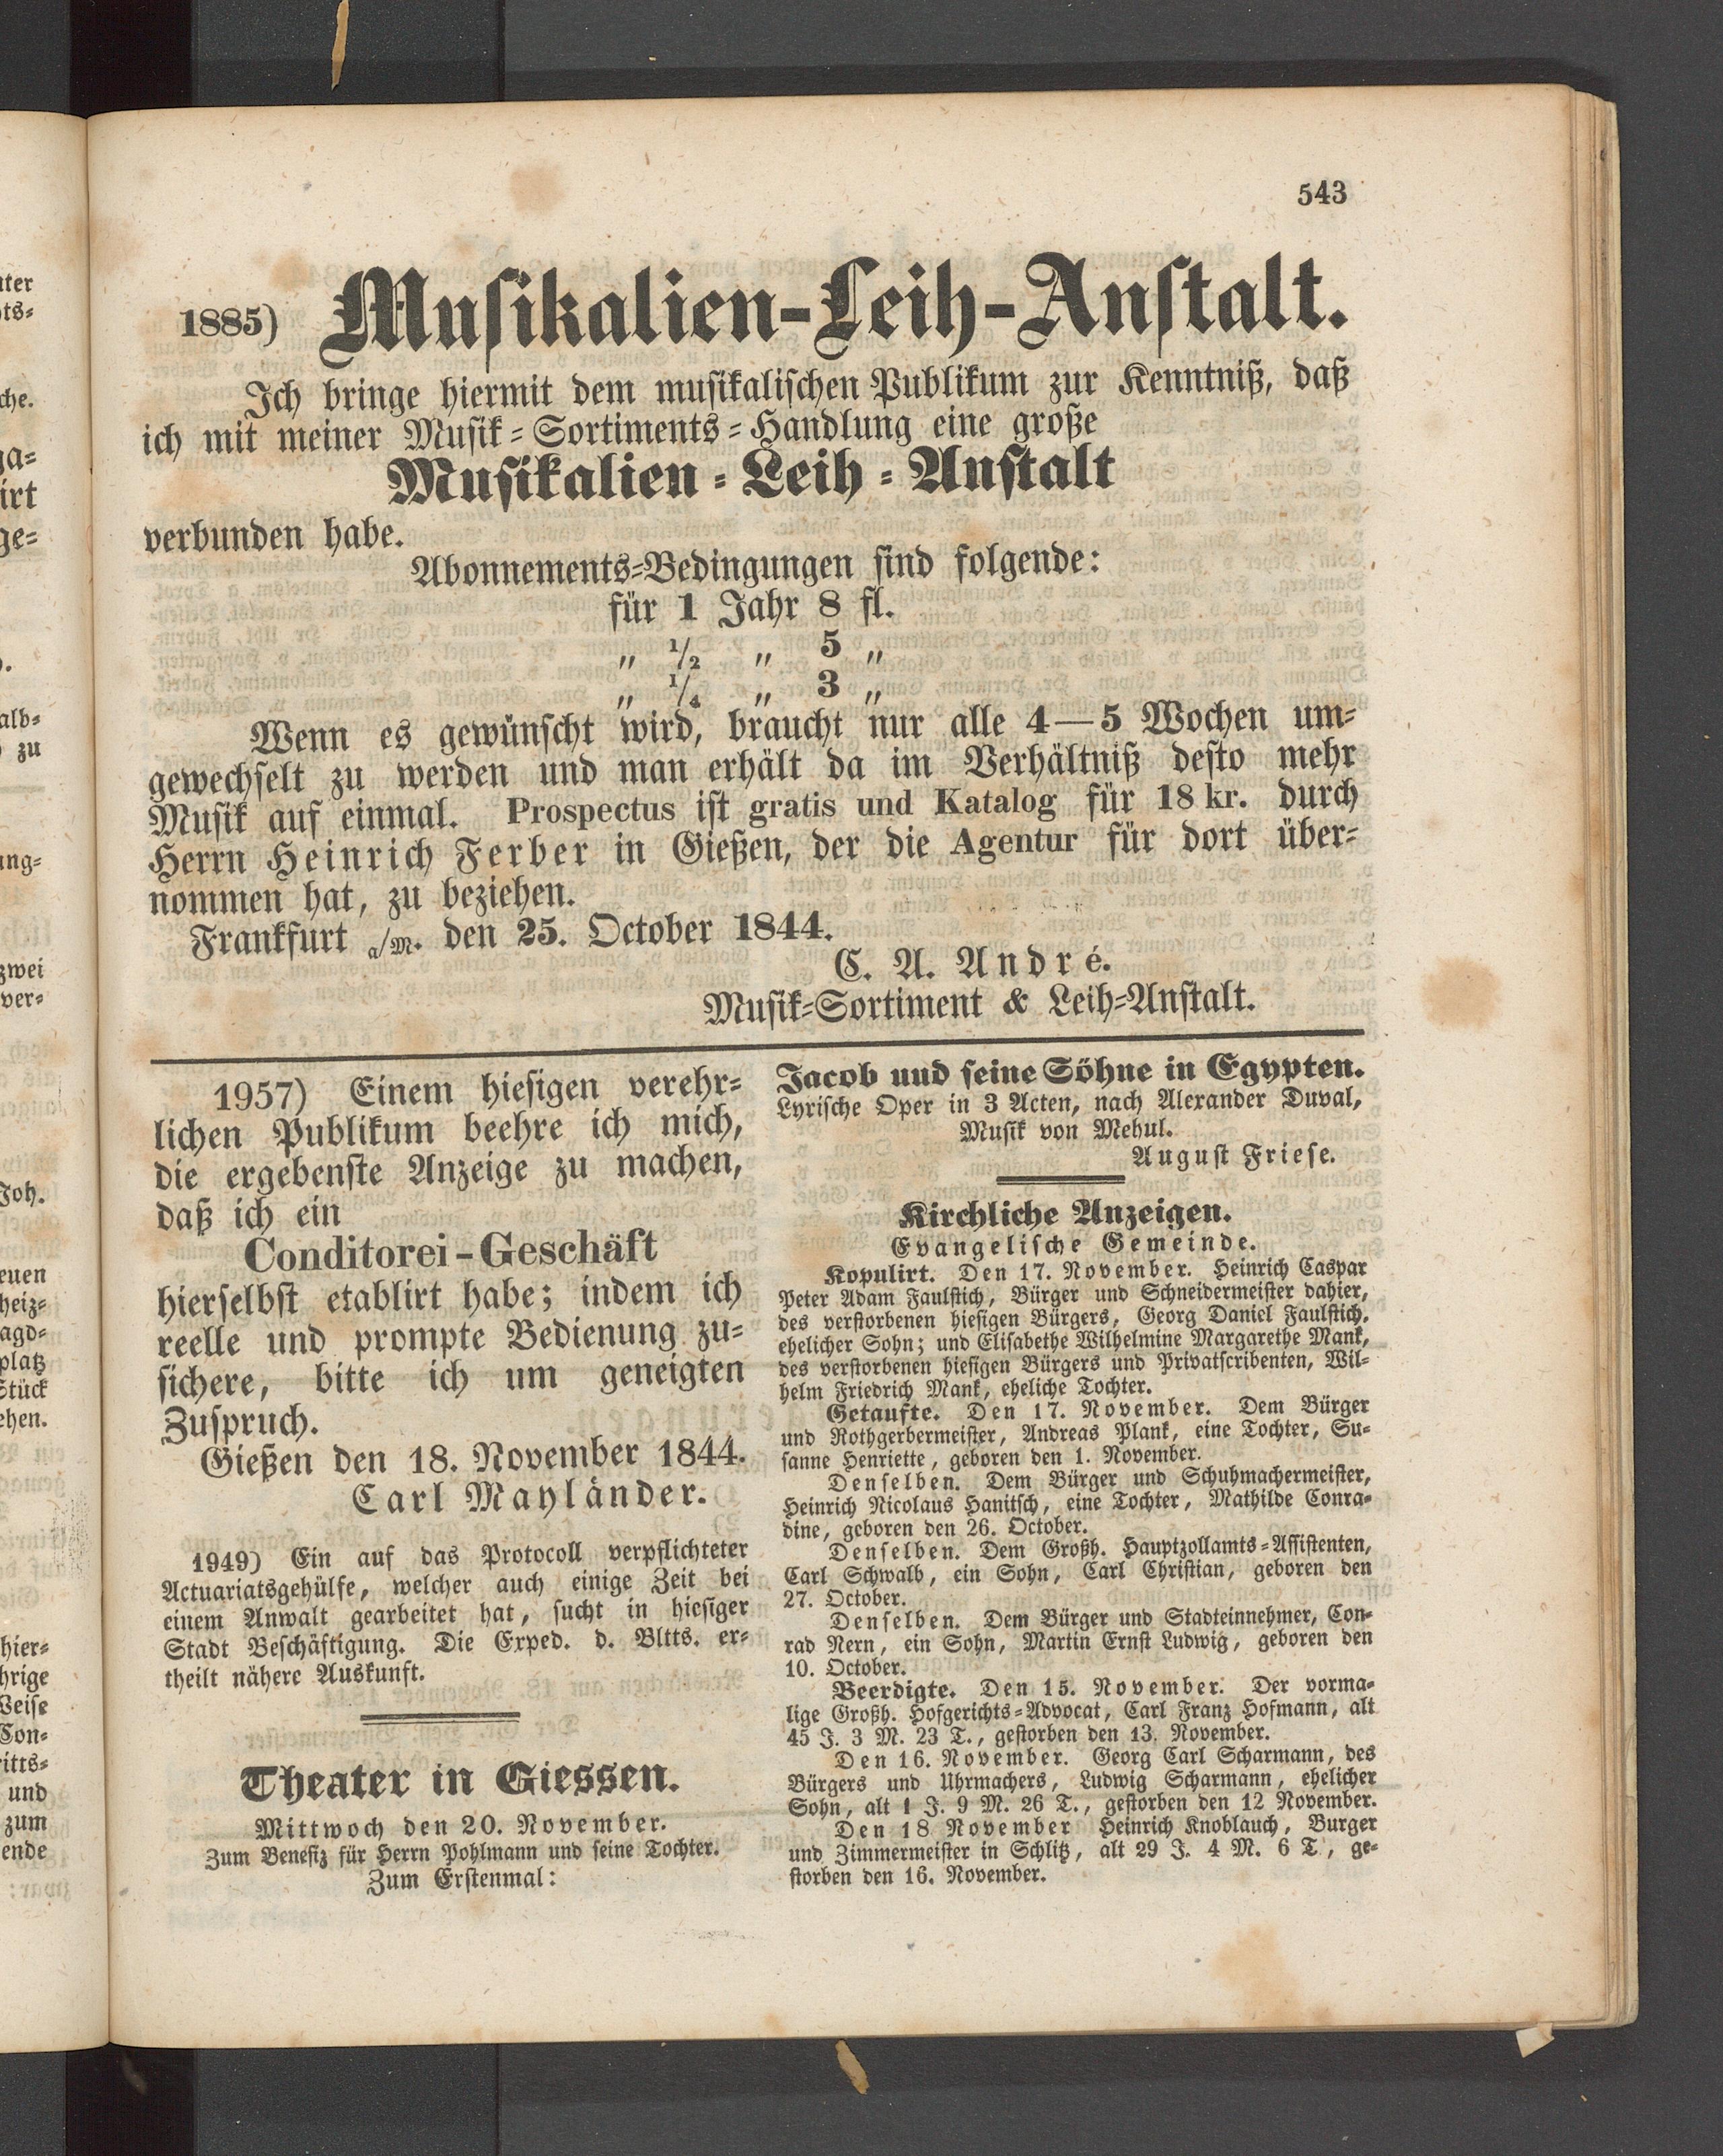 543
1885) Musikalien-Leih-Anstalt.
Ich bringe hiermit dem musikalischen Publikum zur Kenntniß, daß
ich mit meiner Musik-Sortiments-Handlung eine große
Musikalien-Leih-Anstalt
verbunden habe.
Abonnements-Bedingungen sind folgende:
für 1 Jahr 8 fl.
„ 1/2 „ 5 „
„ 1/4 „ 3 „
Wenn es gewünscht wird, braucht nur alle 4—5 Wochen um-
gewechselt zu werden und man erhält da im Verhältniß desto mehr
Musik auf einmal. Prospectus ist gratis und Katalog für 18 kr. durch
Herrn Heinrich Ferber in Gießen, der die Agentur für dort über-
nommen hat, zu beziehen.
Frankfurt a/M. den 25. October 1844.
C. A. André.
Musik-Sortiment & Leih-Anstalt.
1957) Einem hiesigen verehr-
lichen Publikum beehre ich mich,
die ergebenste Anzeige zu machen,
daß ich ein
Conditorei-Geschäft
hierselbst etablirt habe; indem ich
reelle und prompte Bedienung zu-
sichere, bitte ich um geneigten
Zuspruch.
Gießen den 18. November 1844.
Carl Mayländer.
1949) Ein auf das Protocoll verpflichteter
Actuariatsgehülfe, welcher auch einige Zeit bei
einem Anwalt gearbeitet hat, sucht in hiesiger
Stadt Beschäftigung. Die Exped. d. Bltts. er-
theilt nähere Auskunft.
Theater in Giessen.
Mittwoch den 20. November.
Zum Benefiz für Herrn Pohlmann und seine Tochter.
Zum Erstenmal:
Jacob und seine Söhne in Egypten.
Lyrische Oper in 3 Acten, nach Alexander Duval,
Musik von Mehul.
August Friese.
Kirchliche Anzeigen.
Evangelische Gemeinde.
Kopulirt. Den 17. November. Heinrich Caspar
Peter Adam Faulstich, Bürger und Schneidermeister dahier,
des verstorbenen hiesigen Bürgers, Georg Daniel Faulstich,
ehelicher Sohn; und Elisabethe Wilhelmine Margarethe Mank,
des verstorbenen hiesigen Bürgers und Privatscribenten, Wil-
helm Friedrich Mank, eheliche Tochter.
Getaufte. Den 17. November. Dem Bürger
und Rothgerbermeister, Andreas Plank, eine Tochter, Su-
sanne Henriette, geboren den 1. November.
Denselben. Dem Bürger und Schuhmachermeister,
Heinrich Nicolaus Hanitsch, eine Tochter, Mathilde Conra-
dine, geboren den 26. October.
Denselben. Dem Großh. Hauptzollamts-Assistenten,
Carl Schwalb, ein Sohn, Carl Christian, geboren den
27. October.
Denselben. Dem Bürger und Stadteinnehmer, Con-
rad Nern, ein Sohn, Martin Ernst Ludwig, geboren den
10. October.
Beerdigte. Den 15. November. Der vorma-
lige Großh. Hofgerichts-Advocat, Carl Franz Hofmann, alt
45 J. 3 M. 23 T., gestorben den 13. November.
Den 16. November. Georg Carl Scharmann, des
Bürgers und Uhrmachers, Ludwig Scharmann, ehelicher
Sohn, alt 1 J. 9 M. 26 T., gestorben den 12 November.
Den 18 November Heinrich Knoblauch, Burger
und Zimmermeister in Schlitz, alt 29 J. 4 M. 6 T, ge-
storben den 16. November.